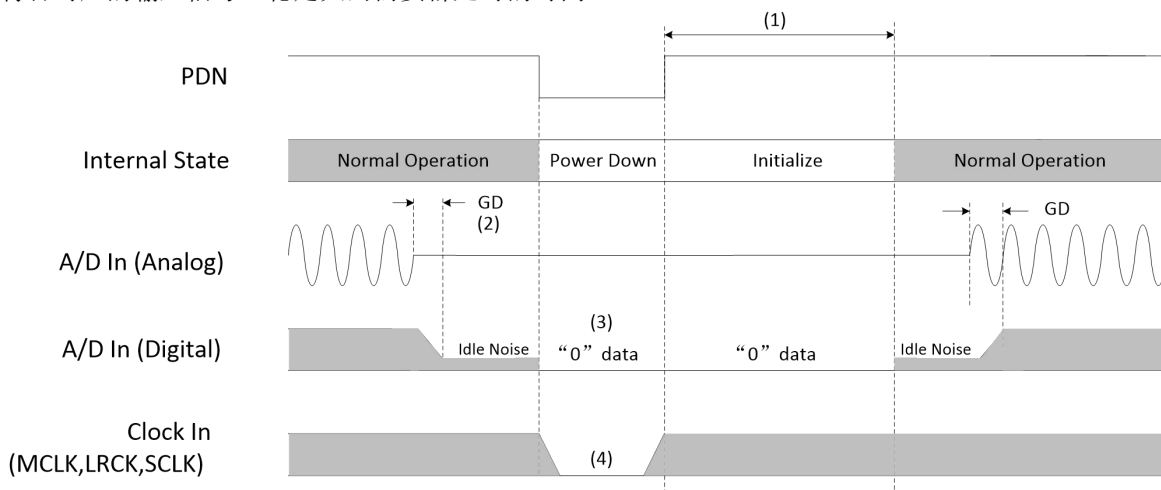 (1)
PDN
Internal State
Normal Operation
Power Down
Initialize
Normal Operation
GD
(2)
GD
A/D In (Analog)
(3)
A/D In (Digital)
Idle Noise
“0” data
“0” data
Idle Noise
Clock In
(MCLK,LRCK,SCLK)
(4)